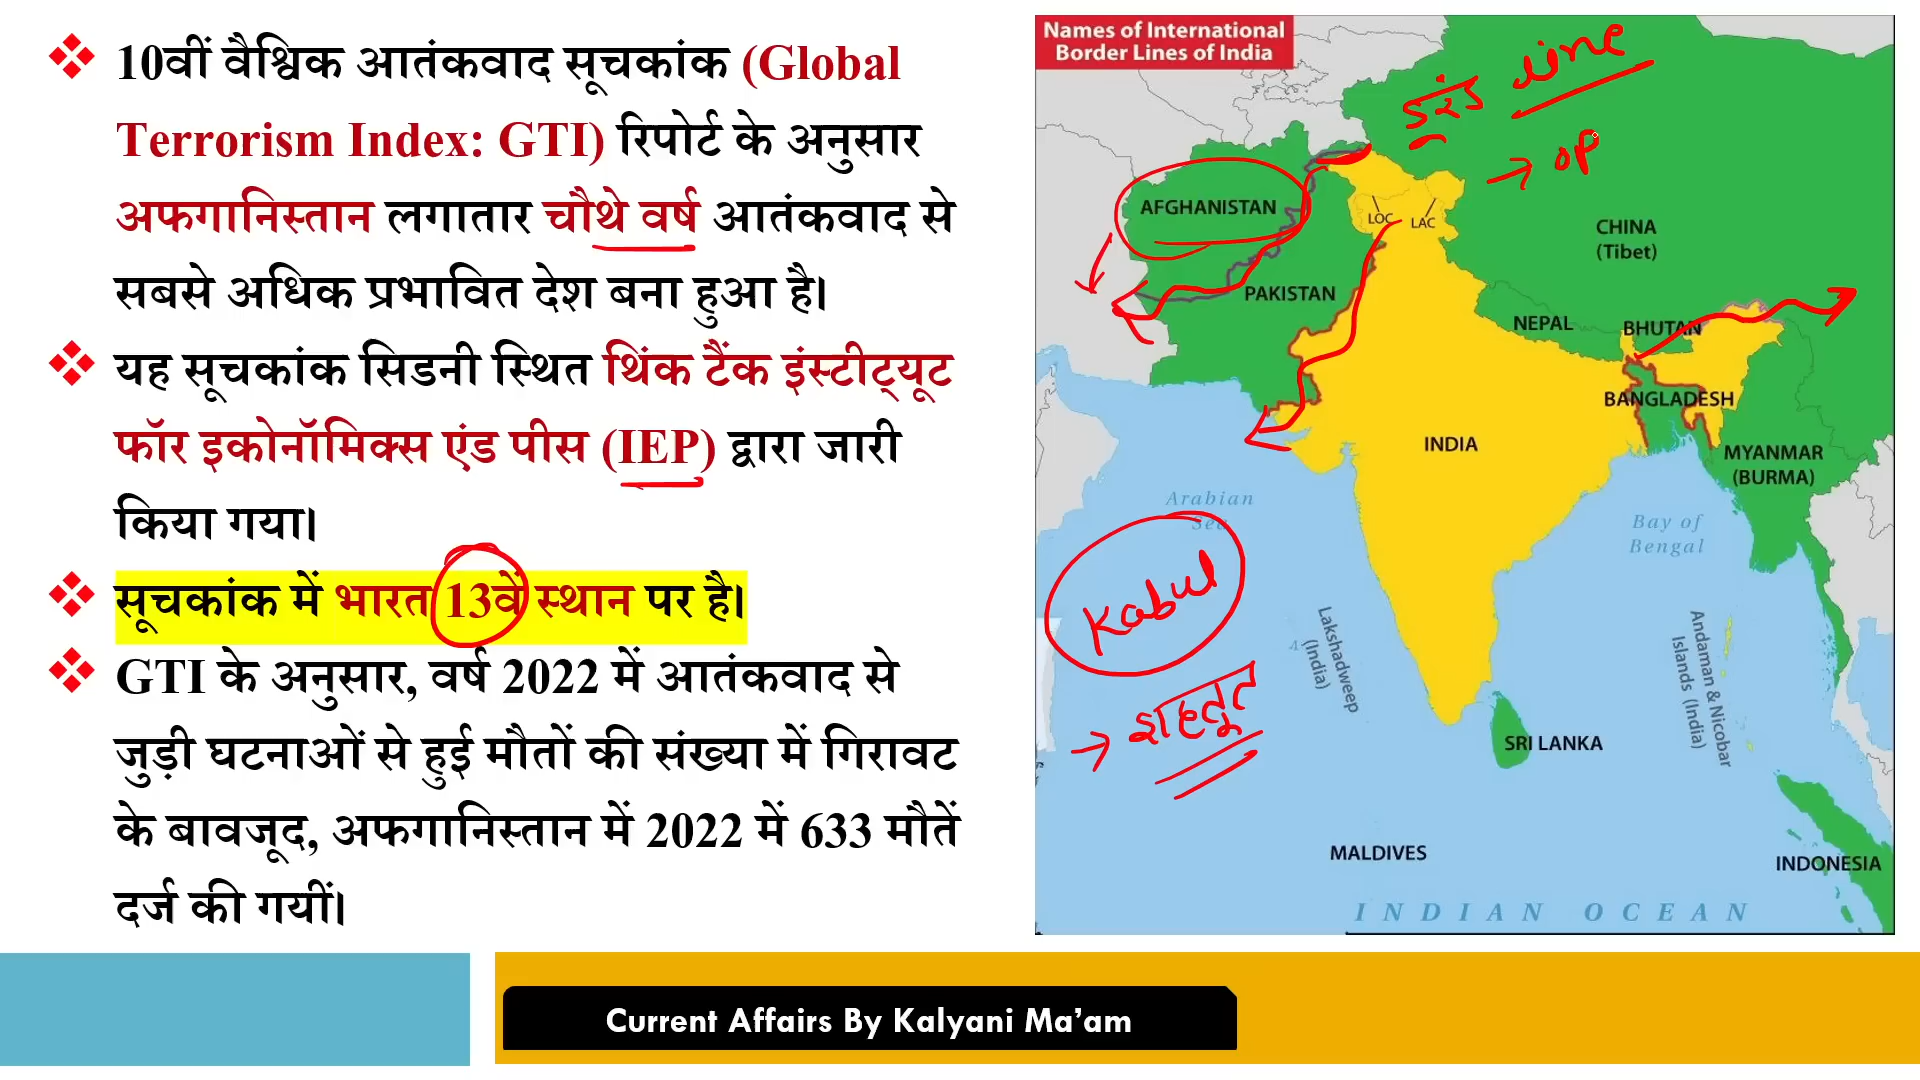 10वीं वैश्विक आतंकवाद सूचकांक (Global
Terrorism Index: GTI) रिपोर्ट के अनुसार
अफगानिस्तान लगातार चौथे वर्ष आतंकवाद से
सबसे अधिक प्रभावित देश बना हुआ है।
यह सूचकांक सिडनी स्थित थिंक टैंक इंस्टीट्यूट
फॉर इकोनॉमिक्स एंड पीस (IEP) द्वारा जारी
किया गया।
सूचकांक में भारत 13वें स्थान पर है।
GTI के अनुसार, वर्ष 2022 में आतंकवाद से
जुड़ी घटनाओं से हुई मौतों की संख्या में गिरावट
के बावजूद, अफगानिस्तान में 2022 में 633 मौतें
दर्ज की गयीं।
Names of International
Border Lines of India
line
→ op
AFGHANISTAN
LOC
LAC
CHINA
(Tibet)
PAKISTAN
NEPAL
BHUTAN
BANGLADESH
INDIA
MYANMAR
(BURMA)
Arabian
Sea
Bay of
Bengal
Kabul
Lakshadweep
(India)
Andaman & Nicobar
Islands (India)
→ शहतूत
SRI LANKA
MALDIVES
INDONESIA
INDIAN OCEAN
Current Affairs By Kalyani Ma’am